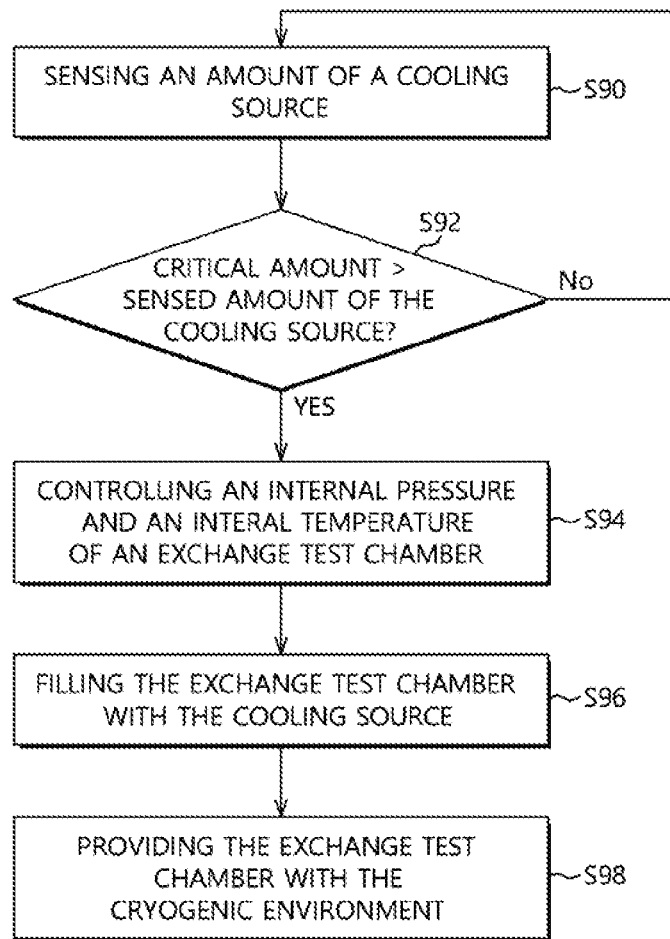 SENSING AN AMOUNT OF A COOLING
SOURCE
S90
S92
CRITICAL AMOUNT >
SENSED AMOUNT OF THE
COOLING SOURCE?
No
YES
CONTROLLING AN INTERNAL PRESSURE
AND AN INTERAL TEMPERATURE
OF AN EXCHANGE TEST CHAMBER
S94
FILLING THE EXCHANGE TEST CHAMBER
WITH THE COOLING SOURCE
S96
PROVIDING THE EXCHANGE TEST
CHAMBER WITH THE
CRYOGENIC ENVIRONMENT
S98